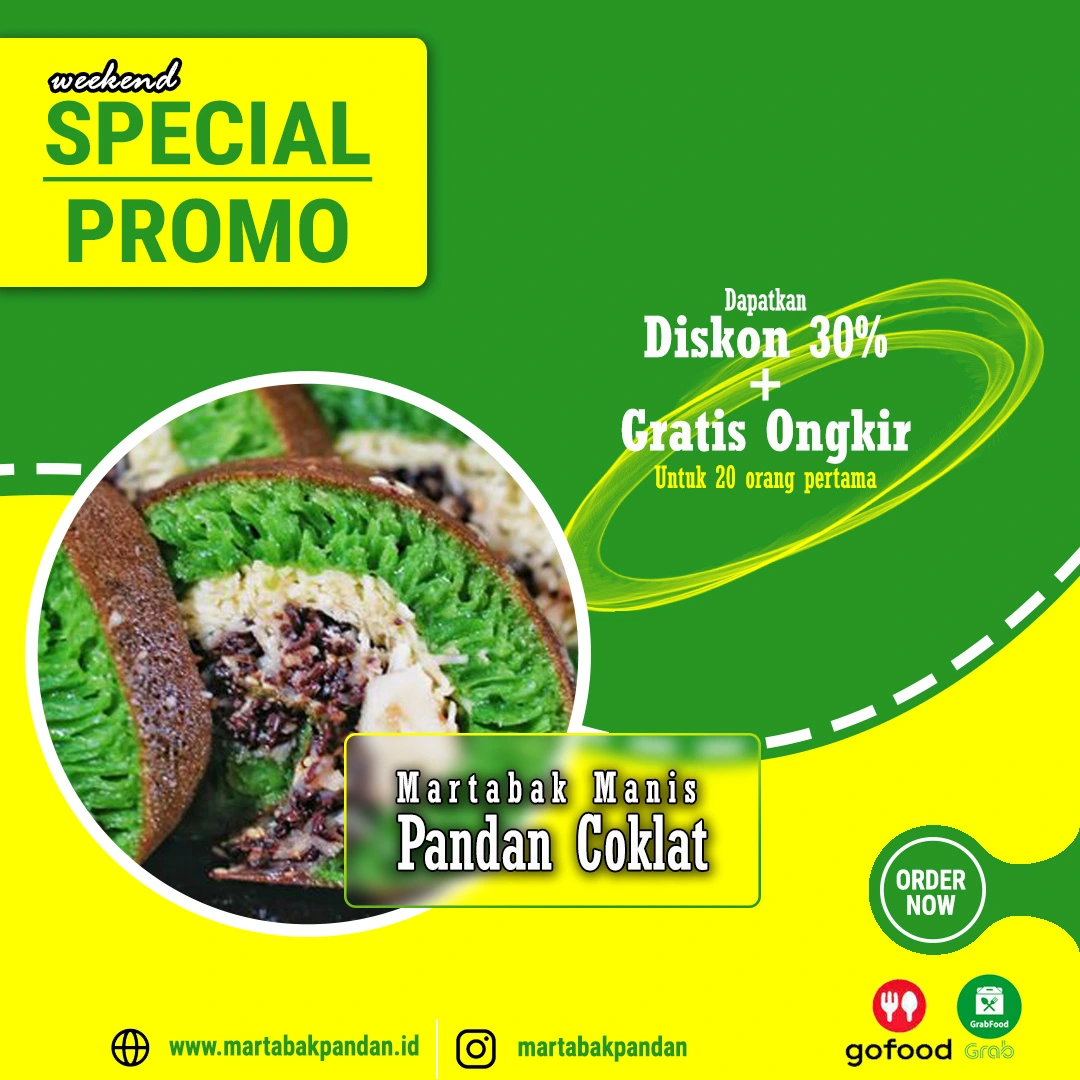 weekend
SPECIAL
PROMO
Dapatkan
Diskon 30%
+
Gratis Ongkir
Untuk 20 orang pertama
Martabak Manis
Pandan Coklat
ORDER
NOW
GrabFood
gofood
Grab
www.martabakpandan.id
martabakpandan